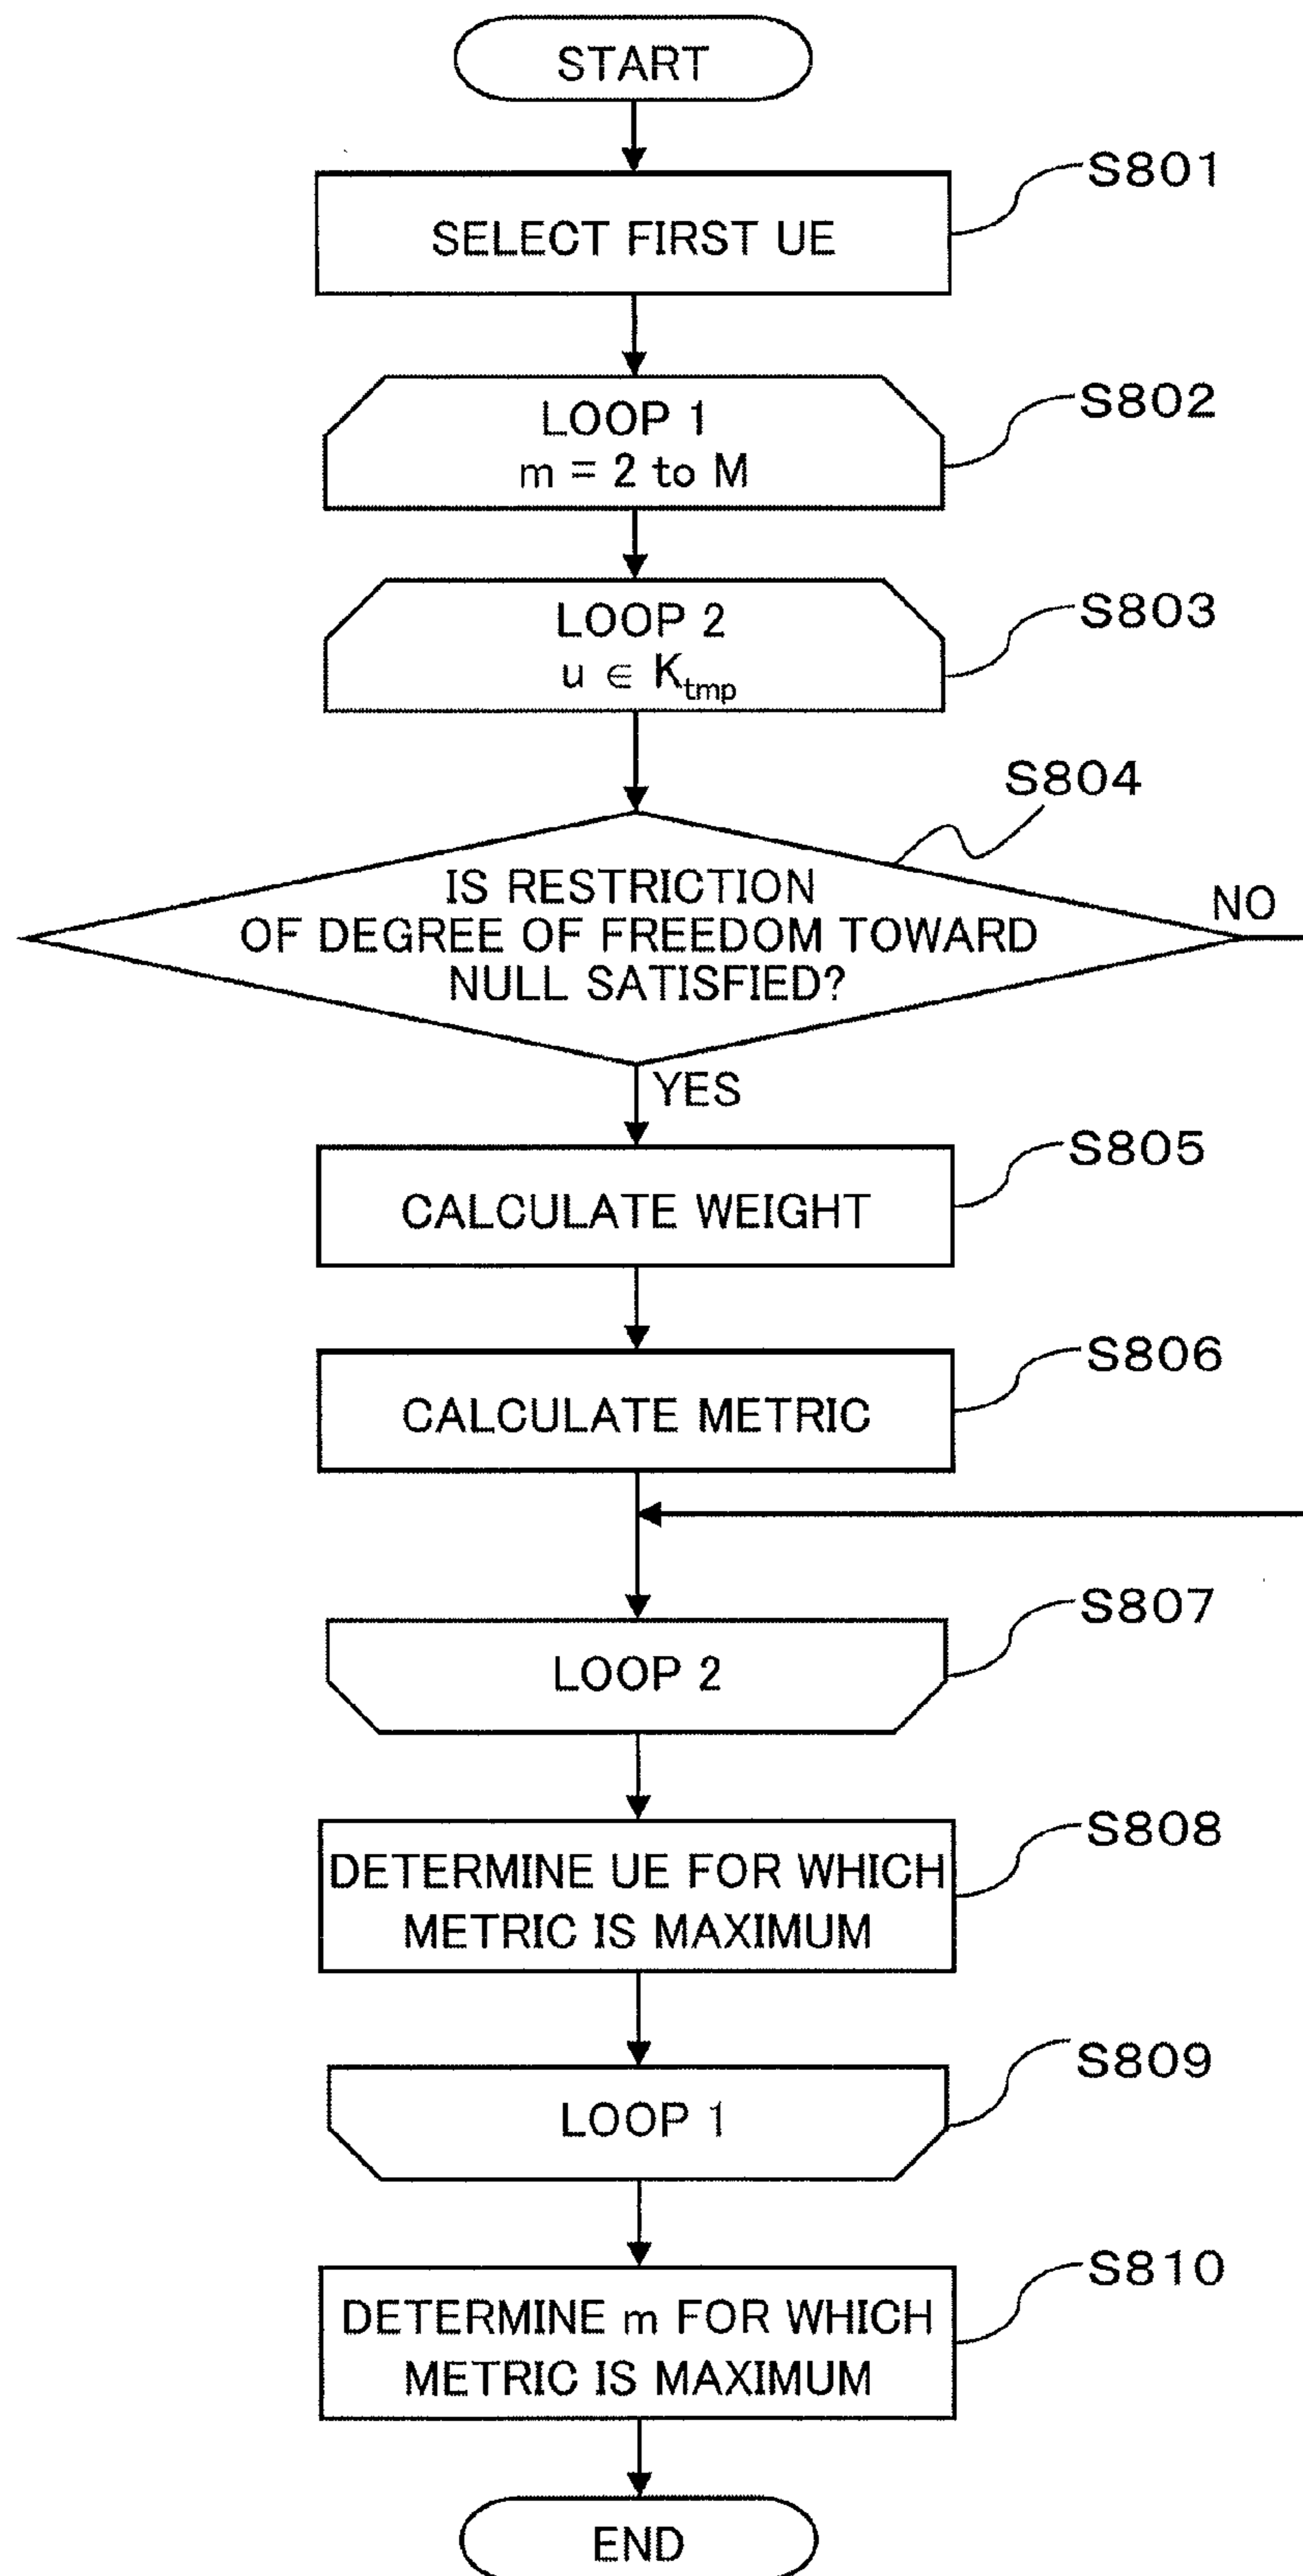 START
SELECT FIRST UE
S801
LOOP 1
m = 2 to M
S802
LOOP 2
u ∈ Ktmp
S803
S804
IS RESTRICTION
OF DEGREE OF FREEDOM TOWARD
NULL SATISFIED?
NO
YES
CALCULATE WEIGHT
S805
CALCULATE METRIC
S806
LOOP 2
S807
DETERMINE UE FOR WHICH
METRIC IS MAXIMUM
S808
LOOP 1
S809
DETERMINE m FOR WHICH
METRIC IS MAXIMUM
S810
END